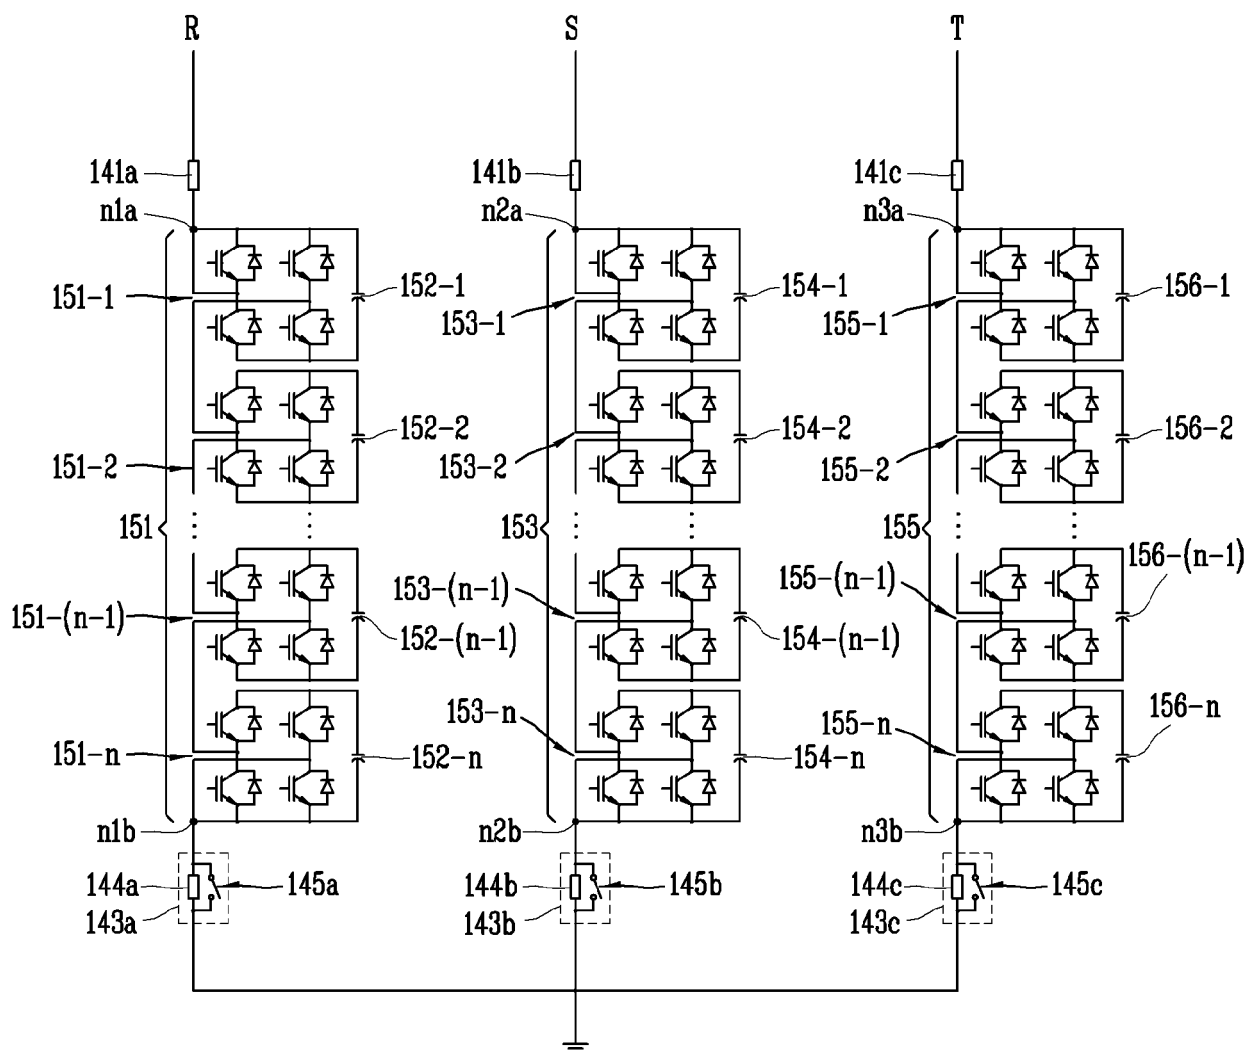 R S T
141a 141b 141c
n1a n2a n3a
151-1 152-1 153-1 154-1 155-1 156-1
151-2 152-2 153-2 154-2 155-2 156-2
151 153 155
151-(n-1) 152-(n-1) 153-(n-1) 154-(n-1) 155-(n-1) 156-(n-1)
151-n 152-n 153-n 154-n 155-n 156-n
n1b n2b n3b
144a 145a 144b 145b 144c 145c
143a 143b 143c